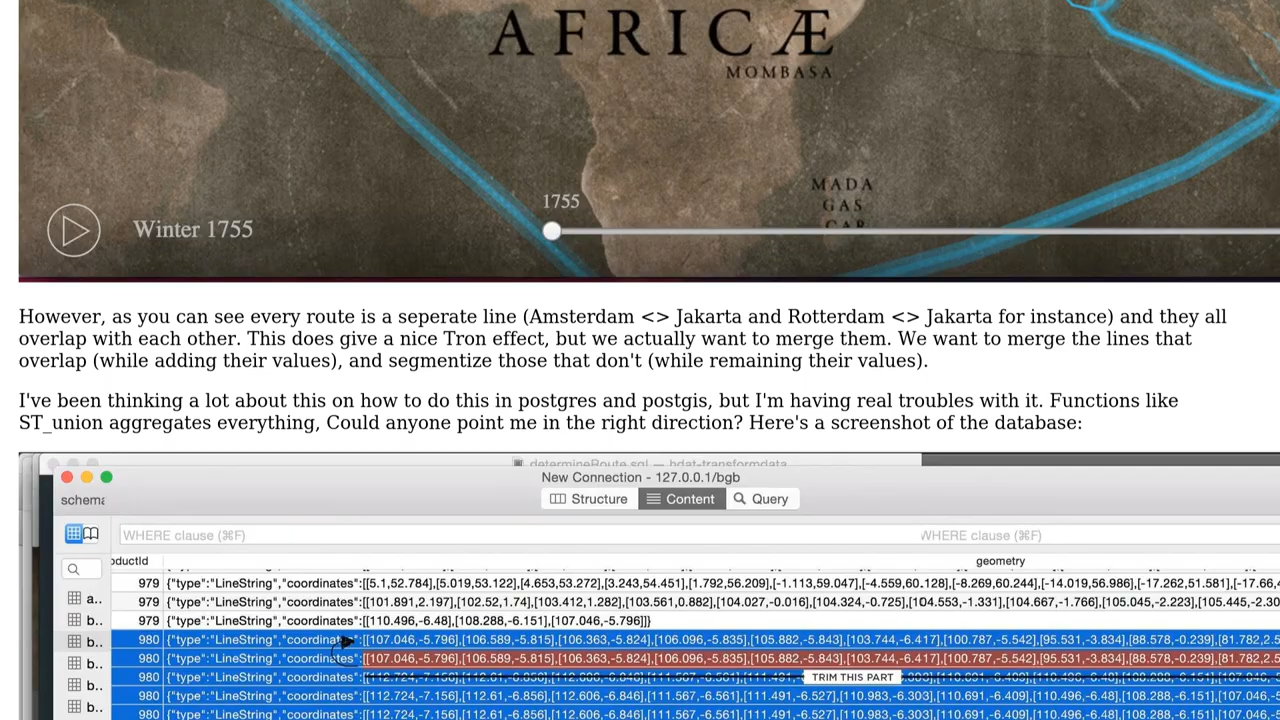 AFRICÆ
MOMBASA
MADA
GAS
CAR
1755
Winter 1755
However, as you can see every route is a seperate line (Amsterdam <> Jakarta and Rotterdam <> Jakarta for instance) and they all
overlap with each other. This does give a nice Tron effect, but we actually want to merge them. We want to merge the lines that
overlap (while adding their values), and segmentize those that don't (while remaining their values).
I've been thinking a lot about this on how to do this in postgres and postgis, but I'm having real troubles with it. Functions like
ST_union aggregates everything, Could anyone point me in the right direction? Here's a screenshot of the database:
determineRoute.sql — hdat-transformdata
New Connection - 127.0.0.1/bgb
schema
Structure Content Query
WHERE clause (⌘F) WHERE clause (⌘F)
oductId geometry
979 {"type":"LineString","coordinates":[[5.1,52.784],[5.019,53.122],[4.653,53.272],[3.243,54.451],[1.792,56.209],[-1.113,59.047],[-4.559,60.128],[-8.269,60.244],[-14.019,56.986],[-17.262,51.581],[-17.66,
a.. 979 {"type":"LineString","coordinates":[[101.891,2.197],[102.52,1.74],[103.412,1.282],[103.561,0.882],[104.027,-0.016],[104.324,-0.725],[104.553,-1.331],[104.667,-1.766],[105.045,-2.223],[105.445,-2.30
b.. 979 {"type":"LineString","coordinates":[[110.496,-6.48],[108.288,-6.151],[107.046,-5.796]]}
b.. 980 {"type":"LineString","coordinates":[[107.046,-5.796],[106.589,-5.815],[106.363,-5.824],[106.096,-5.835],[105.882,-5.843],[103.744,-6.417],[100.787,-5.542],[95.531,-3.834],[88.578,-0.239],[81.782,2.5
b.. 980 {"type":"LineString","coordinates":[[107.046,-5.796],[106.589,-5.815],[106.363,-5.824],[106.096,-5.835],[105.882,-5.843],[103.744,-6.417],[100.787,-5.542],[95.531,-3.834],[88.578,-0.239],[81.782,2.5
b.. 980 {"type":"LineString","coordinates":
TRIM THIS PART
b.. 980 {"type":"LineString","coordinates":[[112.724,-7.156],[112.61,-6.856],[112.606,-6.846],[111.567,-6.561],[111.491,-6.527],[110.983,-6.303],[110.691,-6.409],[110.496,-6.48],[108.288,-6.151],[107.046,-5
980 {"type":"LineString","coordinates":[[112.724,-7.156],[112.61,-6.856],[112.606,-6.846],[111.567,-6.561],[111.491,-6.527],[110.983,-6.303],[110.691,-6.409],[110.496,-6.48],[108.288,-6.151],[107.046,-5